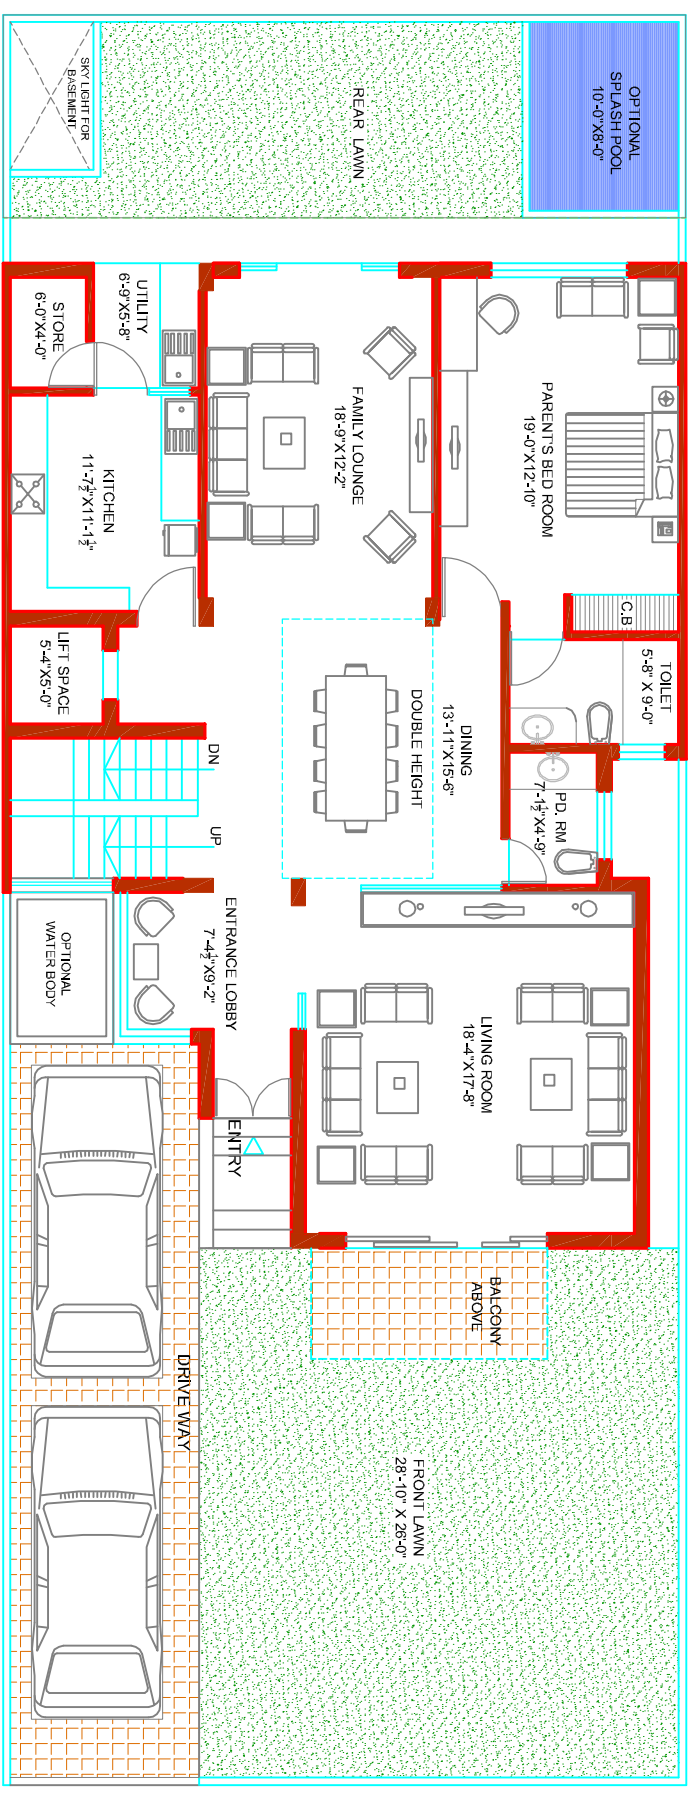 SKY LIGHT FOR
BASEMENT
REAR LAWN
OPTIONAL
SPLASH POOL
10'-0"X8'-0"
STORE
6'-0"X4'-0"
UTILITY
6'-9"X5'-8"
FAMILY LOUNGE
18'-9"X12'-2"
PARENT'S BED ROOM
19'-0"X12'-10"
KITCHEN
11'-7½"X11'-1½"
C.B
LIFT SPACE
5'-4"X5'-0"
TOILET
5'-8" X 9'-0"
DOUBLE HEIGHT
DINING
13'-11"X15'-6"
DN
UP
PD. RM
7'-1½"X4'-9"
OPTIONAL
WATER BODY
ENTRANCE LOBBY
7'-4½"X9'-2"
LIVING ROOM
18'-4"X17'-8"
ENTRY
BALCONY
ABOVE
DRIVE WAY
FRONT LAWN
28'-10" X 26'-0"